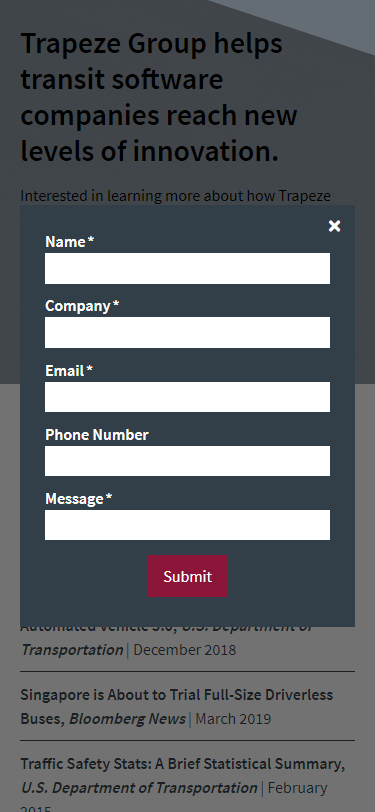 Trapeze Group helps
transit software
companies reach new
levels of innovation.
Interested in learning more about how Trapeze
Name *
Company *
Email *
Phone Number
Message *
Submit
Automated Vehicle 3.0, U.S. Department of
Transportation | December 2018
Singapore is About to Trial Full-Size Driverless
Buses, Bloomberg News | March 2019
Traffic Safety Stats: A Brief Statistical Summary,
U.S. Department of Transportation | February
2015